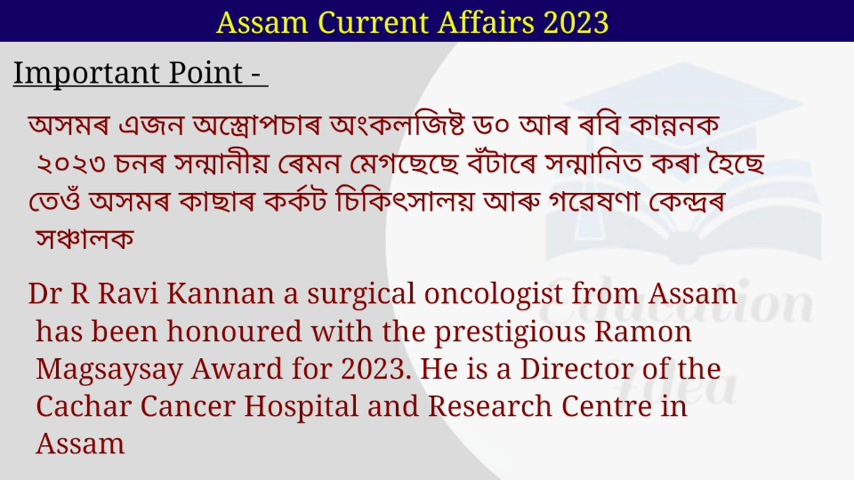 Assam Current Affairs 2023
Important Point -
অসমৰ এজন অস্ত্ৰোপচাৰ অংকলজিষ্ট ড০ আৰ ৰবি কান্ননক
২০২৩ চনৰ সন্মানীয় ৰেমন মেগছেছে বঁটাৰে সন্মানিত কৰা হৈছে
তেওঁ অসমৰ কাছাৰ কৰ্কট চিকিৎসালয় আৰু গৱেষণা কেন্দ্ৰৰ
সঞ্চালক
Dr R Ravi Kannan a surgical oncologist from Assam
has been honoured with the prestigious Ramon
Magsaysay Award for 2023. He is a Director of the
Cachar Cancer Hospital and Research Centre in
Assam
Education
Idea